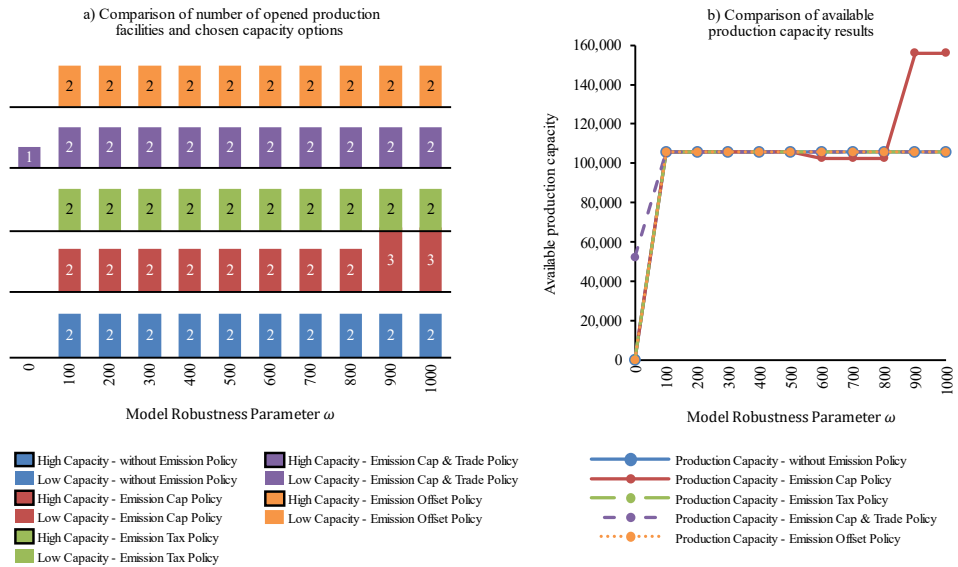 a) Comparison of number of opened production
facilities and chosen capacity options
2 2 2 2 2 2 2 2 2 2
1 2 2 2 2 2 2 2 2 2 2
2 2 2 2 2 2 2 2 2 2
2 2 2 2 2 2 2 2 3 3
2 2 2 2 2 2 2 2 2 2
0 100 200 300 400 500 600 700 800 900 1000
Model Robustness Parameter ω
High Capacity - without Emission Policy
Low Capacity - without Emission Policy
High Capacity - Emission Cap Policy
Low Capacity - Emission Cap Policy
High Capacity - Emission Tax Policy
Low Capacity - Emission Tax Policy
High Capacity - Emission Cap & Trade Policy
Low Capacity - Emission Cap & Trade Policy
High Capacity - Emission Offset Policy
Low Capacity - Emission Offset Policy
b) Comparison of available
production capacity results
Available production capacity
160,000
140,000
120,000
100,000
80,000
60,000
40,000
20,000
0
0 100 200 300 400 500 600 700 800 900 1000
Model Robustness Parameter ω
Production Capacity - without Emission Policy
Production Capacity - Emission Cap Policy
Production Capacity - Emission Tax Policy
Production Capacity - Emission Cap & Trade Policy
Production Capacity - Emission Offset Policy